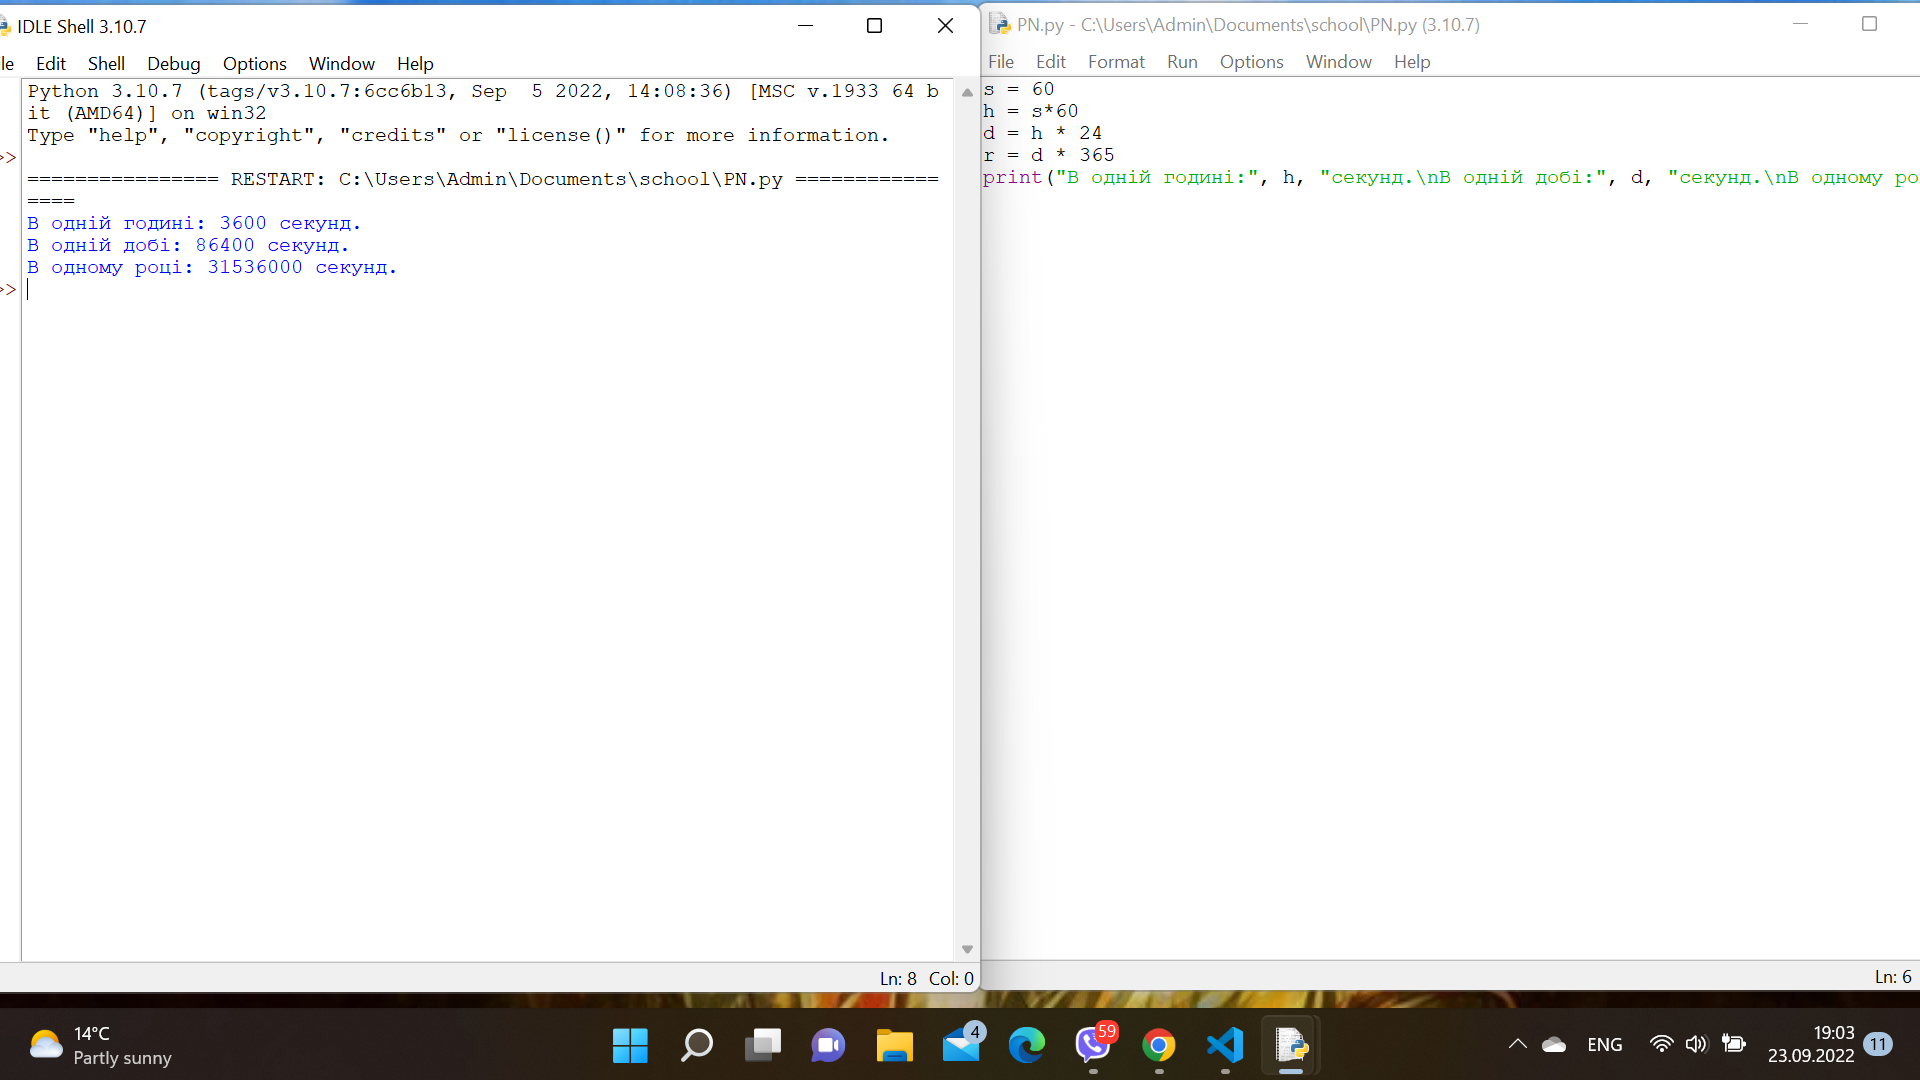 IDLE Shell 3.10.7
le Edit Shell Debug Options Window Help
Python 3.10.7 (tags/v3.10.7:6cc6b13, Sep  5 2022, 14:08:36) [MSC v.1933 64 b
it (AMD64)] on win32
Type "help", "copyright", "credits" or "license()" for more information.
>>
================ RESTART: C:\Users\Admin\Documents\school\PN.py ============
====
В одній годині: 3600 секунд.
В одній добі: 86400 секунд.
В одному році: 31536000 секунд.
>>
Ln: 8 Col: 0
PN.py - C:\Users\Admin\Documents\school\PN.py (3.10.7)
File Edit Format Run Options Window Help
s = 60
h = s*60
d = h * 24
r = d * 365
print("В одній годині:", h, "секунд.\nВ одній добі:", d, "секунд.\nВ одному ро
Ln: 6
14°C
Partly sunny
4
59
ENG
19:03
23.09.2022
11